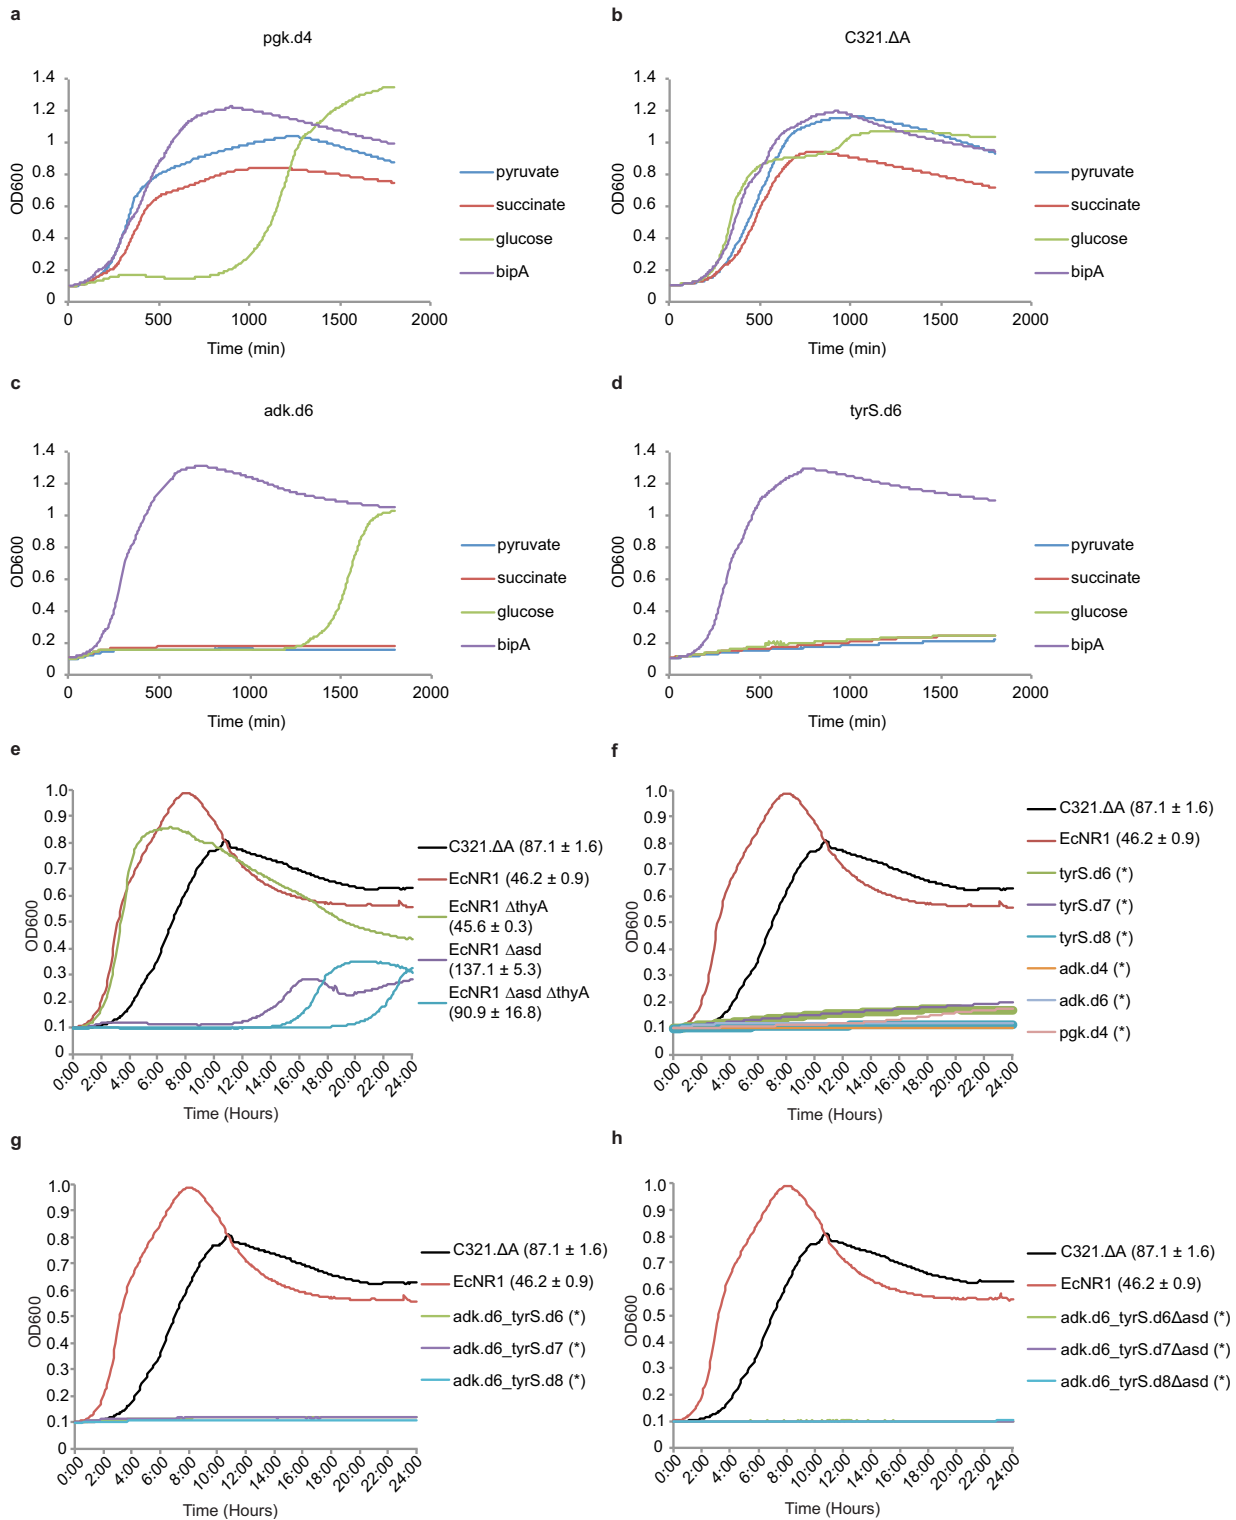 a
pgk.d4
OD600
1.4
1.2
1
0.8
0.6
0.4
0.2
0
0 500 1000 1500 2000
Time (min)
pyruvate
succinate
glucose
bipA
b
C321.ΔA
OD600
1.4
1.2
1
0.8
0.6
0.4
0.2
0
0 500 1000 1500 2000
Time (min)
pyruvate
succinate
glucose
bipA
c
adk.d6
OD600
1.4
1.2
1
0.8
0.6
0.4
0.2
0
0 500 1000 1500 2000
Time (min)
pyruvate
succinate
glucose
bipA
d
tyrS.d6
OD600
1.4
1.2
1
0.8
0.6
0.4
0.2
0
0 500 1000 1500 2000
Time (min)
pyruvate
succinate
glucose
bipA
e
OD600
1.0
0.9
0.8
0.7
0.6
0.5
0.4
0.3
0.2
0.1
0
0:00 2:00 4:00 6:00 8:00 10:00 12:00 14:00 16:00 18:00 20:00 22:00 24:00
Time (Hours)
C321.ΔA (87.1 ± 1.6)
EcNR1 (46.2 ± 0.9)
EcNR1 ΔthyA
(45.6 ± 0.3)
EcNR1 Δasd
(137.1 ± 5.3)
EcNR1 Δasd ΔthyA
(90.9 ± 16.8)
f
OD600
1.0
0.9
0.8
0.7
0.6
0.5
0.4
0.3
0.2
0.1
0
0:00 2:00 4:00 6:00 8:00 10:00 12:00 14:00 16:00 18:00 20:00 22:00 24:00
Time (Hours)
C321.ΔA (87.1 ± 1.6)
EcNR1 (46.2 ± 0.9)
tyrS.d6 (*)
tyrS.d7 (*)
tyrS.d8 (*)
adk.d4 (*)
adk.d6 (*)
pgk.d4 (*)
g
OD600
1.0
0.9
0.8
0.7
0.6
0.5
0.4
0.3
0.2
0.1
0
0:00 2:00 4:00 6:00 8:00 10:00 12:00 14:00 16:00 18:00 20:00 22:00 24:00
Time (Hours)
C321.ΔA (87.1 ± 1.6)
EcNR1 (46.2 ± 0.9)
adk.d6_tyrS.d6 (*)
adk.d6_tyrS.d7 (*)
adk.d6_tyrS.d8 (*)
h
OD600
1.0
0.9
0.8
0.7
0.6
0.5
0.4
0.3
0.2
0.1
0
0:00 2:00 4:00 6:00 8:00 10:00 12:00 14:00 16:00 18:00 20:00 22:00 24:00
Time (Hours)
C321.ΔA (87.1 ± 1.6)
EcNR1 (46.2 ± 0.9)
adk.d6_tyrS.d6Δasd (*)
adk.d6_tyrS.d7Δasd (*)
adk.d6_tyrS.d8Δasd (*)